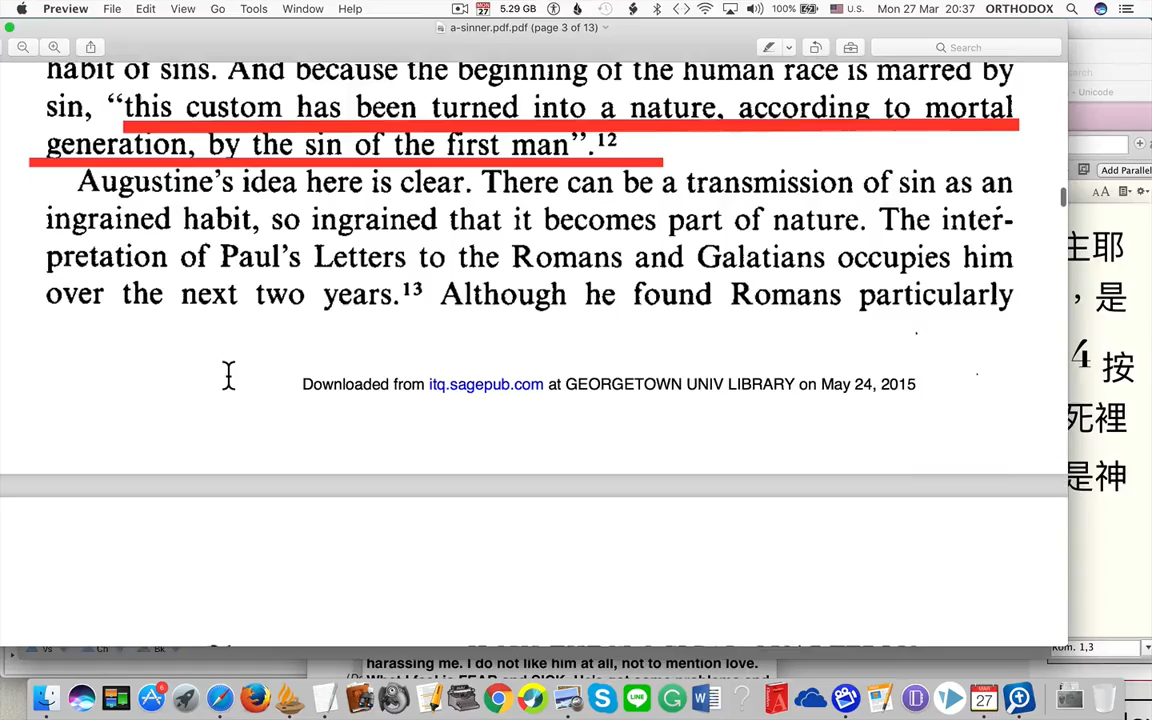 Preview File Edit View Go Tools Window Help 5.29 GB 100% U.S. Mon 27 Mar 20:37 ORTHODOX
a-sinner.pdf.pdf (page 3 of 13)
Search
- Unicode
habit of sins. And because the beginning of the human race is marred by
sin, “this custom has been turned into a nature, according to mortal
generation, by the sin of the first man”.12
Augustine’s idea here is clear. There can be a transmission of sin as an
ingrained habit, so ingrained that it becomes part of nature. The inter-
pretation of Paul’s Letters to the Romans and Galatians occupies him
over the next two years.13 Although he found Romans particularly
Downloaded from itq.sagepub.com at GEORGETOWN UNIV LIBRARY on May 24, 2015
Add Parallel
AA
主耶
，是
4 按
死裡
是神
Rom. 1,3
Vs Ch Bk
harassing me. I do not like him at all, not to mention love.